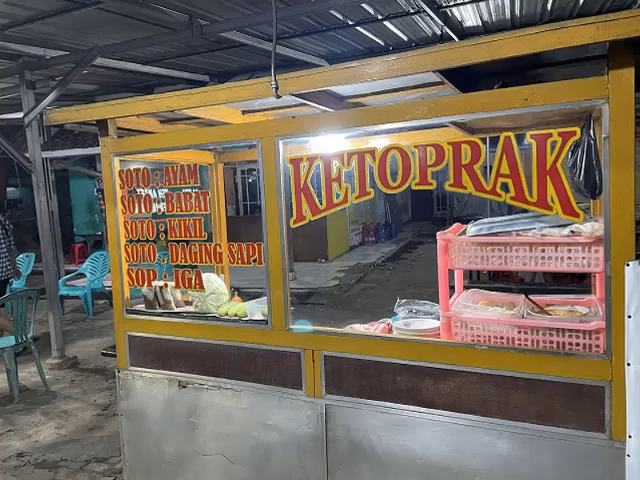 SOTO : AYAM
SOTO : BABAT
SOTO : KIKIL
SOTO : DAGING SAPI
SOP : IGA
KETOPRAK